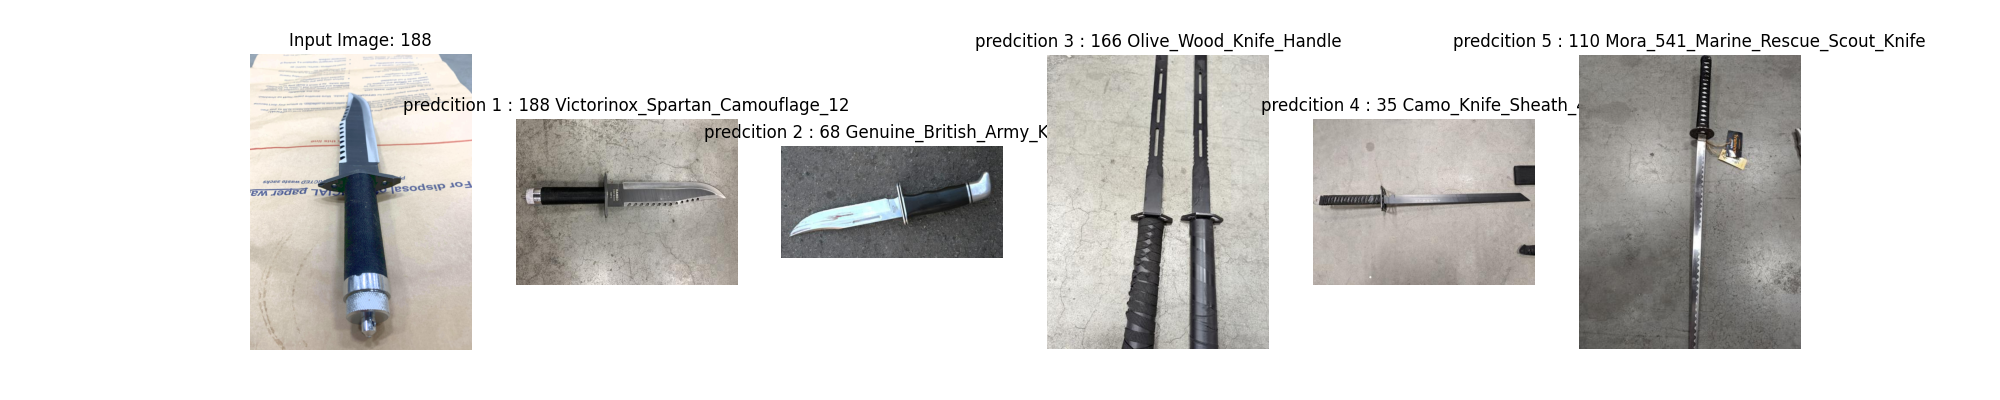 Input Image: 188
predcition 1 : 188 Victorinox_Spartan_Camouflage_12
predcition 2 : 68 Genuine_British_Army_K
predcition 3 : 166 Olive_Wood_Knife_Handle
predcition 4 : 35 Camo_Knife_Sheath_
predcition 5 : 110 Mora_541_Marine_Rescue_Scout_Knife
For disposal
paper